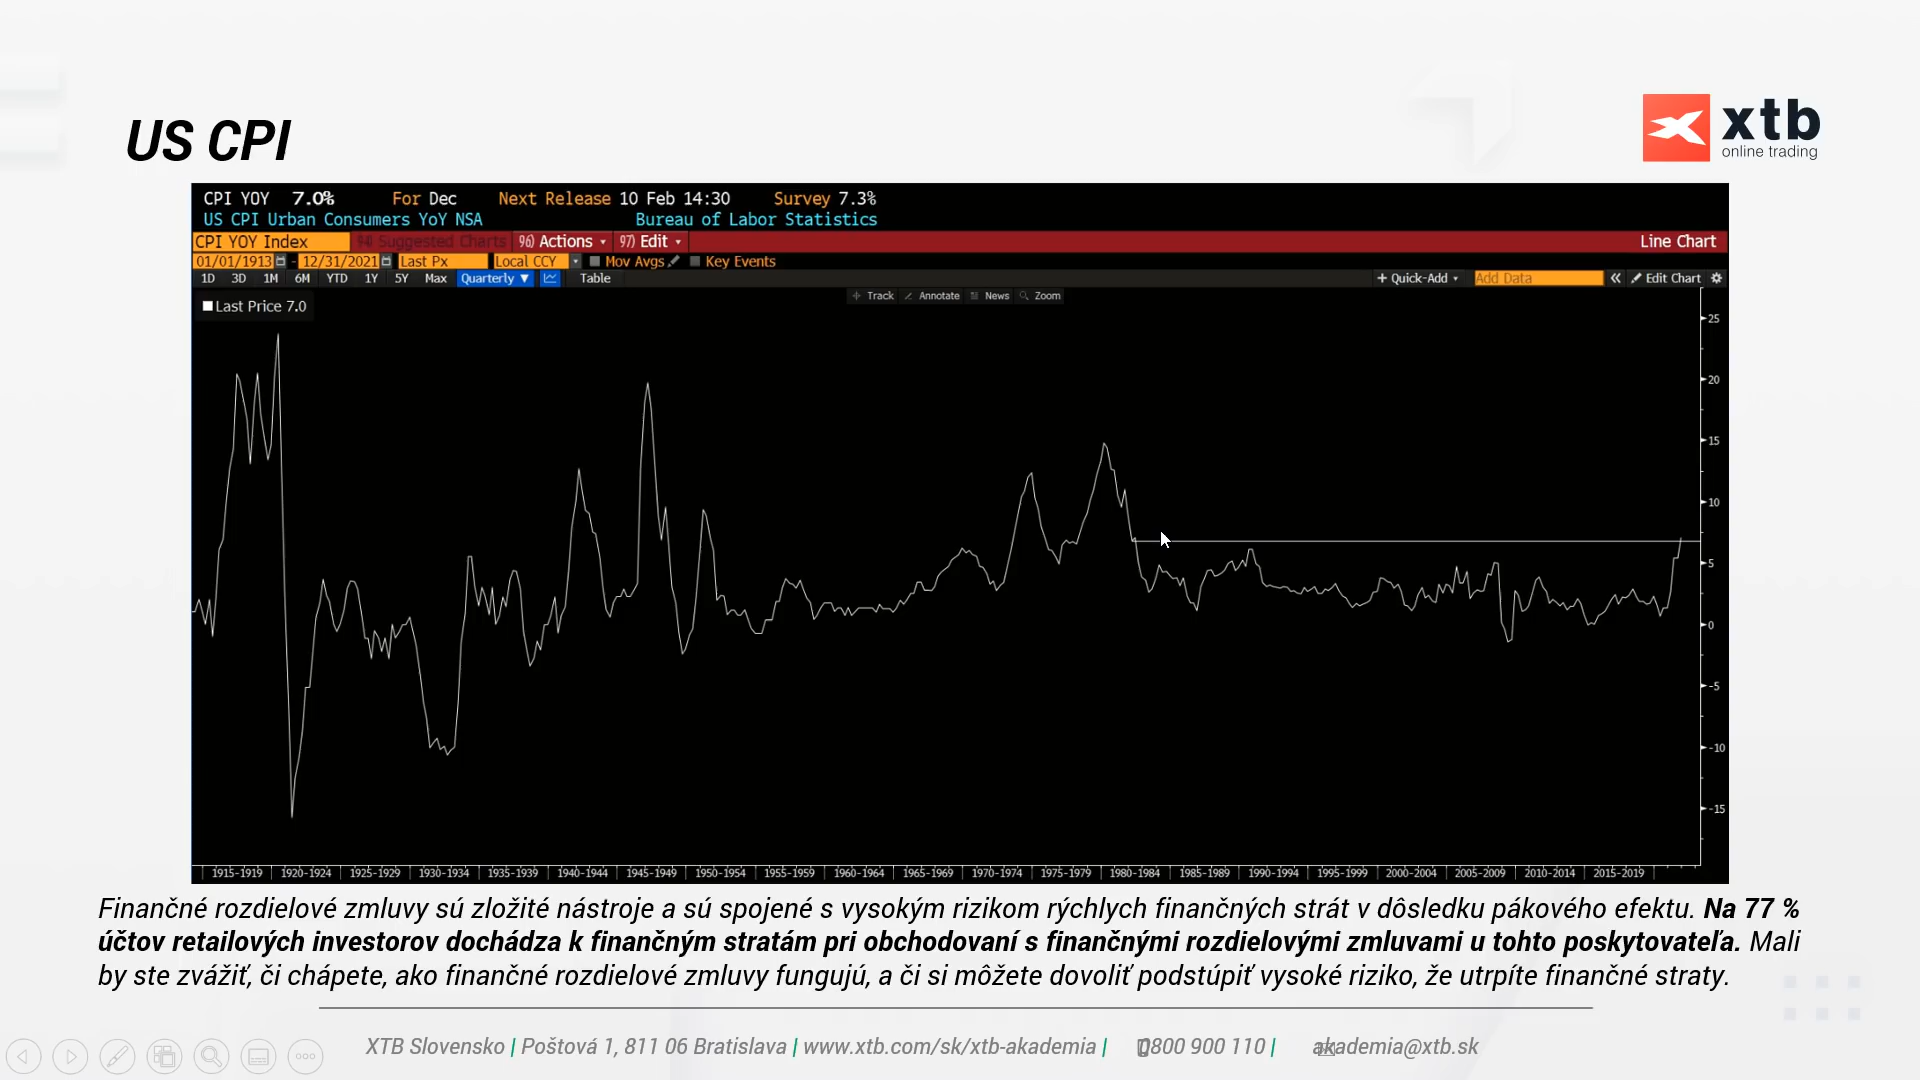 US CPI
xtb
online trading
CPI YOY 7.0% For Dec Next Release 10 Feb 14:30 Survey 7.3%
US CPI Urban Consumers YoY NSA Bureau of Labor Statistics
CPI YOY Index 94) Suggested Charts 96) Actions 97) Edit Line Chart
01/01/1913 - 12/31/2021 Last Px Local CCY Mov Avgs Key Events
1D 3D 1M 6M YTD 1Y 5Y Max Quarterly ▼ Table + Quick-Add Add Data « Edit Chart
Track Annotate News Zoom
Last Price 7.0
25
20
15
10
5
0
-5
-10
-15
1915-1919 1920-1924 1925-1929 1930-1934 1935-1939 1940-1944 1945-1949 1950-1954 1955-1959 1960-1964 1965-1969 1970-1974 1975-1979 1980-1984 1985-1989 1990-1994 1995-1999 2000-2004 2005-2009 2010-2014 2015-2019
Finančné rozdielové zmluvy sú zložité nástroje a sú spojené s vysokým rizikom rýchlych finančných strát v dôsledku pákového efektu. Na 77 %
účtov retailových investorov dochádza k finančným stratám pri obchodovaní s finančnými rozdielovými zmluvami u tohto poskytovateľa. Mali
by ste zvážiť, či chápete, ako finančné rozdielové zmluvy fungujú, a či si môžete dovoliť podstúpiť vysoké riziko, že utrpíte finančné straty.
XTB Slovensko | Poštová 1, 811 06 Bratislava | www.xtb.com/sk/xtb-akademia | 0800 900 110 | akademia@xtb.sk